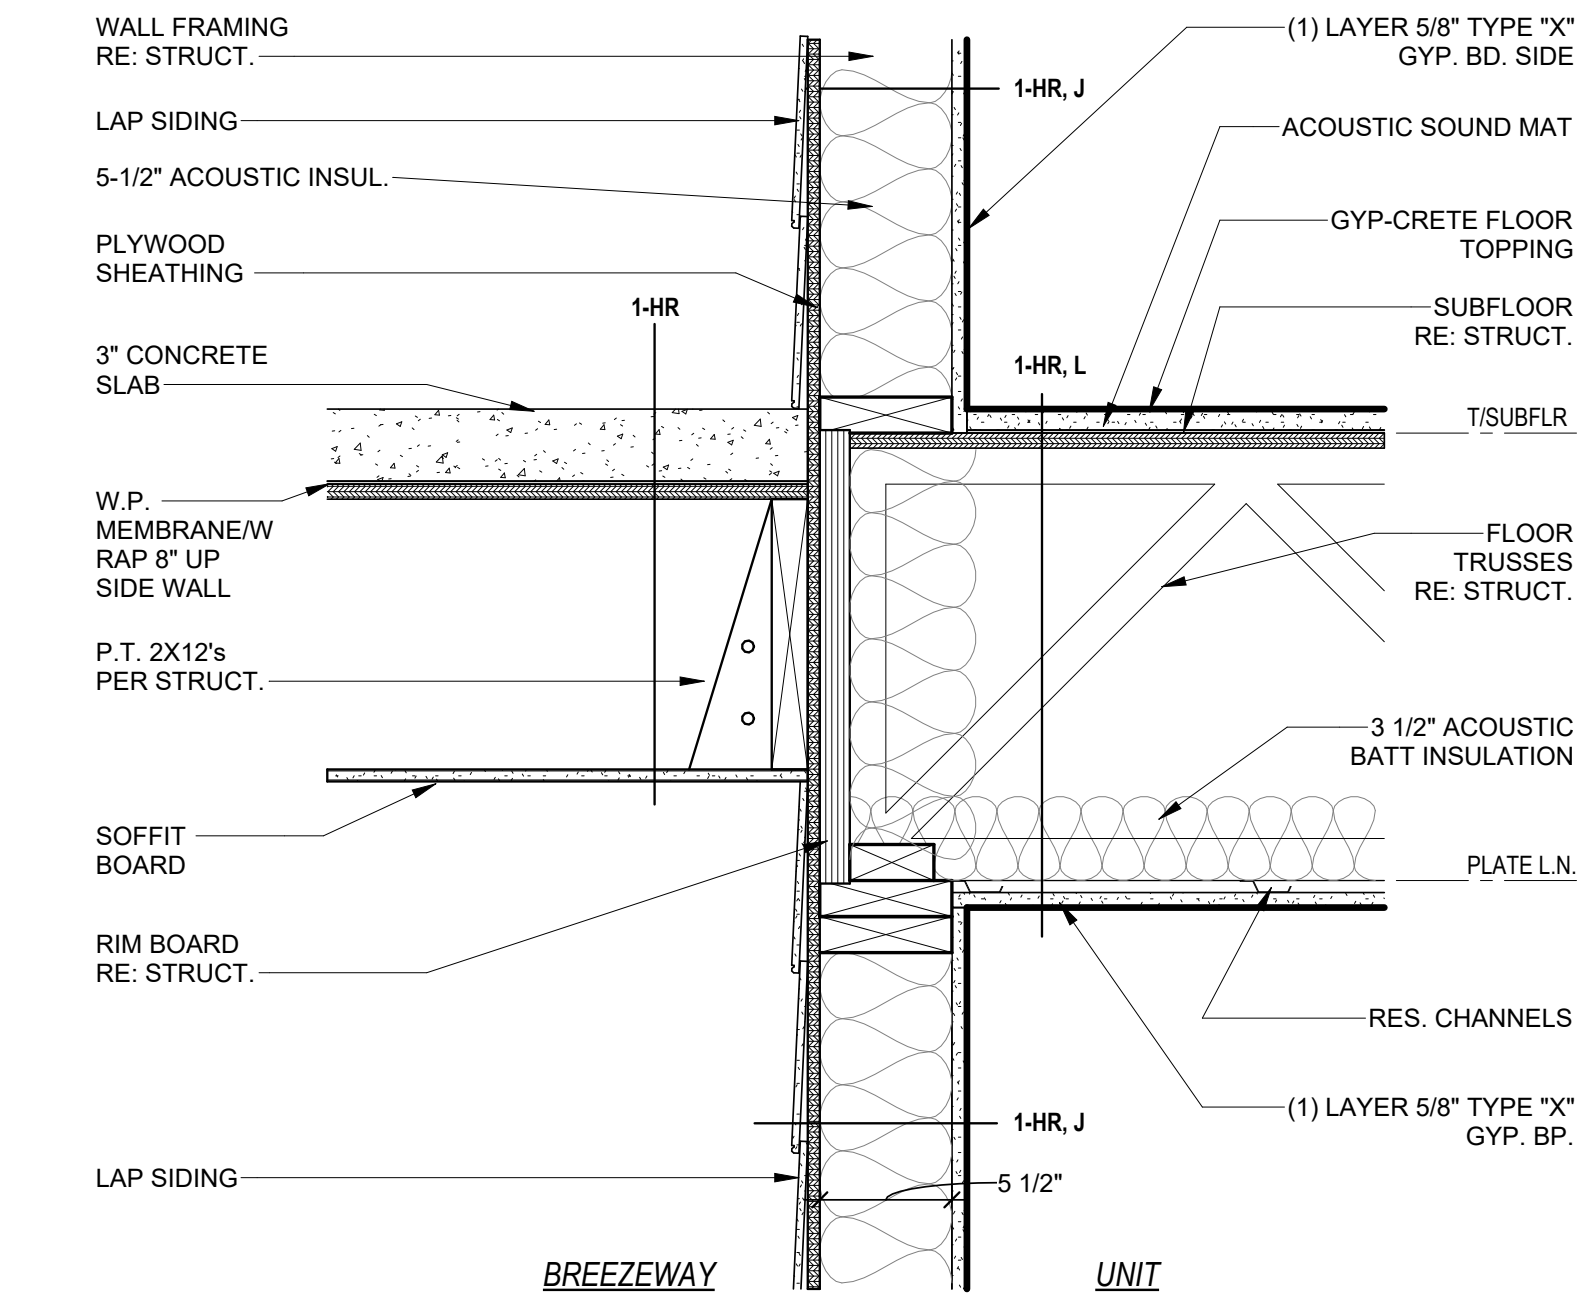 WALL FRAMING
RE: STRUCT.
LAP SIDING
5-1/2" ACOUSTIC INSUL.
PLYWOOD
SHEATHING
1-HR
3" CONCRETE
SLAB
W.P.
MEMBRANE/W
RAP 8" UP
SIDE WALL
P.T. 2X12's
PER STRUCT.
SOFFIT
BOARD
RIM BOARD
RE: STRUCT.
LAP SIDING
BREEZEWAY
(1) LAYER 5/8" TYPE "X"
GYP. BD. SIDE
1-HR, J
ACOUSTIC SOUND MAT
GYP-CRETE FLOOR
TOPPING
SUBFLOOR
RE: STRUCT.
1-HR, L
T/SUBFLR
FLOOR
TRUSSES
RE: STRUCT.
3 1/2" ACOUSTIC
BATT INSULATION
PLATE L.N.
RES. CHANNELS
(1) LAYER 5/8" TYPE "X"
GYP. BP.
1-HR, J
5 1/2"
UNIT